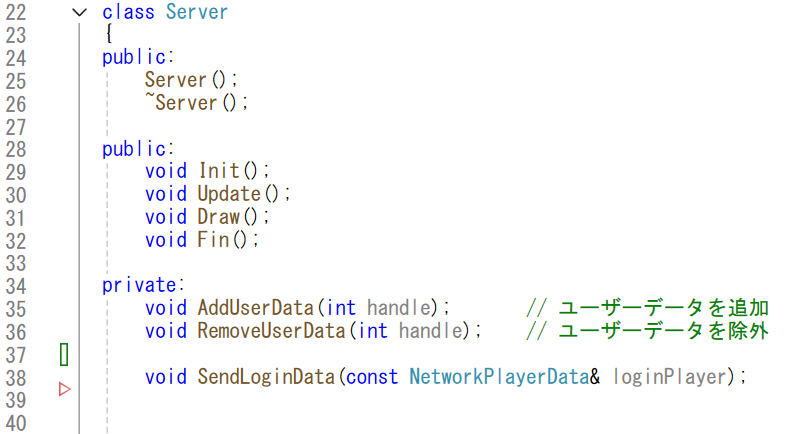 22 class Server
23 {
24 public:
25     Server();
26     ~Server();
27
28 public:
29     void Init();
30     void Update();
31     void Draw();
32     void Fin();
33
34 private:
35     void AddUserData(int handle);       // ユーザーデータを追加
36     void RemoveUserData(int handle);    // ユーザーデータを除外
37
38     void SendLoginData(const NetworkPlayerData& loginPlayer);
39
40